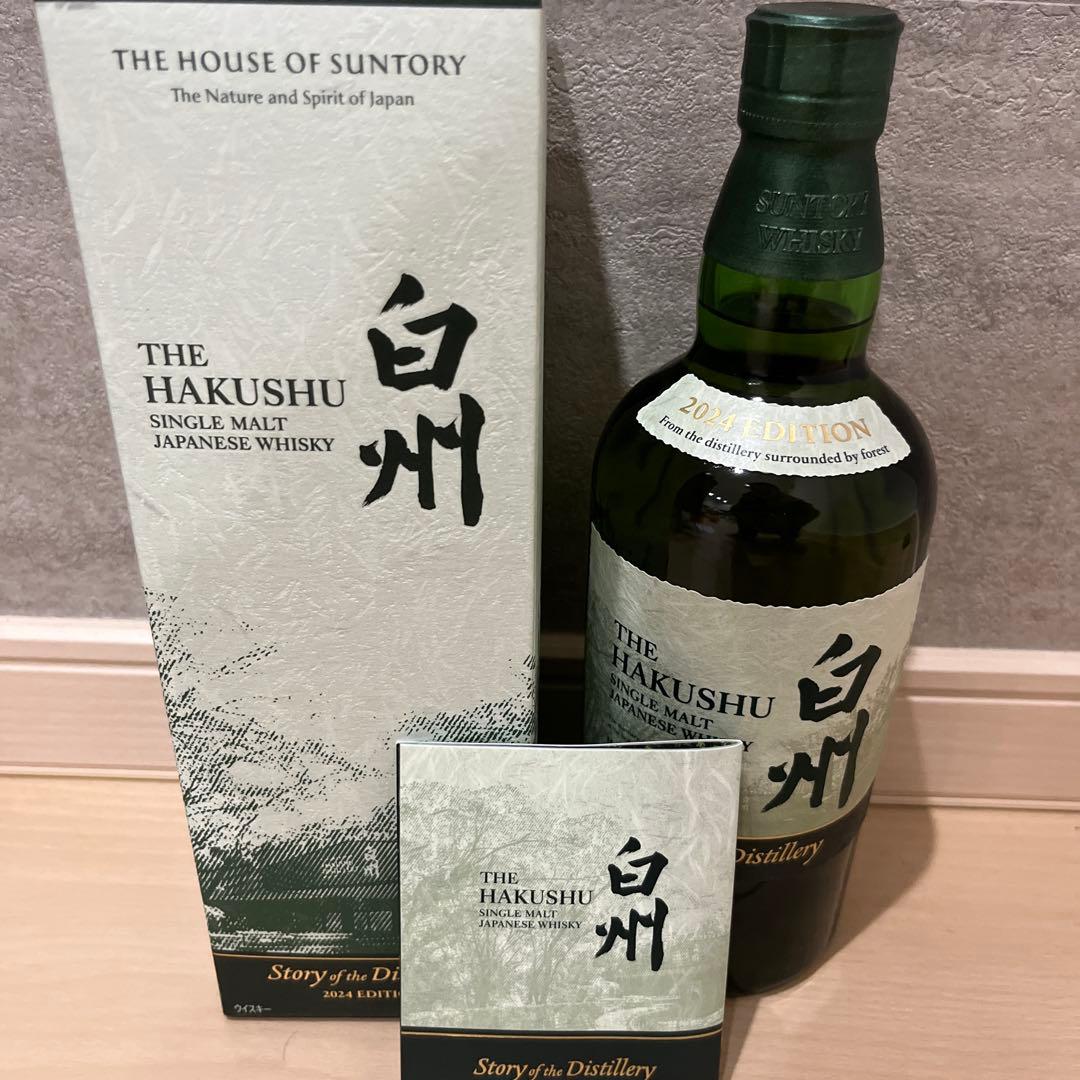 THE HOUSE OF SUNTORY
The Nature and Spirit of Japan
THE
HAKUSHU
SINGLE MALT
JAPANESE WHISKY
白州
Story of the
2024
ウイスキー
SUNTORY
WHISKY
2024 EDITION
From the distillery surrounded by forest
THE
HAKUSHU
SINGLE MALT
JAPANESE WHISKY
白州
Distillery
THE
HAKUSHU
SINGLE MALT
JAPANESE WHISKY
白州
Story of the Distillery